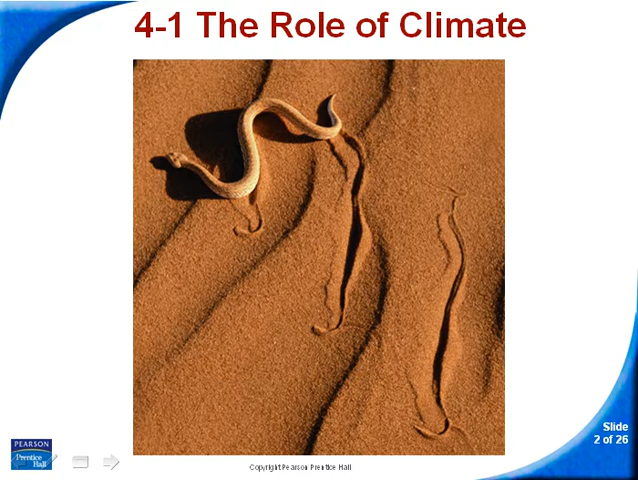 4-1 The Role of Climate
Slide
2 of 26
PEARSON
Prentice
Hall
Copyright Pearson Prentice Hall